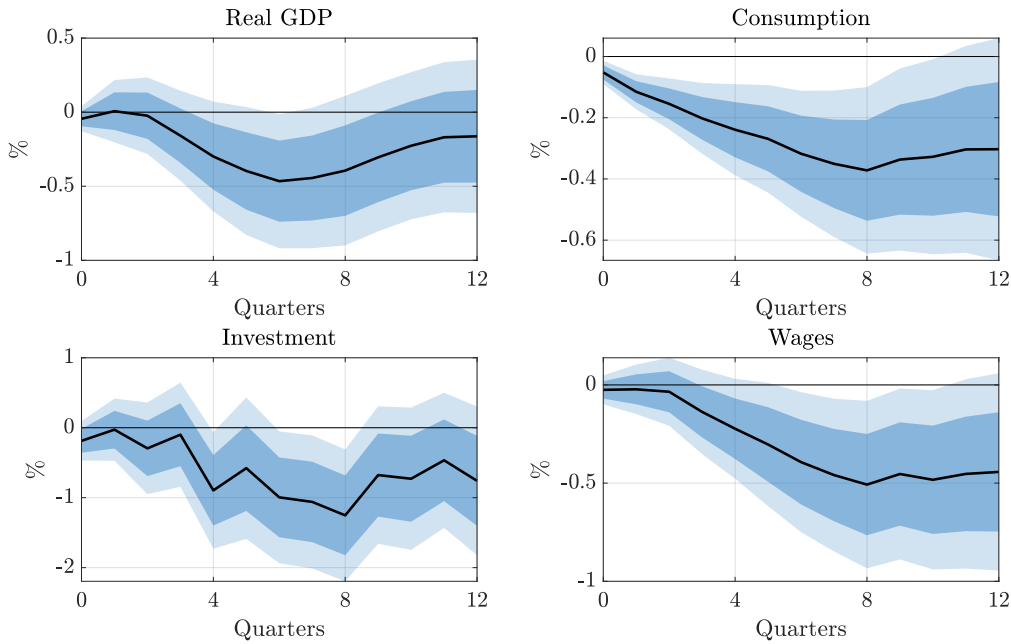 Real GDP
0.5
0
-0.5
-1
%
0 4 8 12
Quarters
Consumption
0
-0.2
-0.4
-0.6
%
0 4 8 12
Quarters
Investment
1
0
-1
-2
%
0 4 8 12
Quarters
Wages
0
-0.5
-1
%
0 4 8 12
Quarters